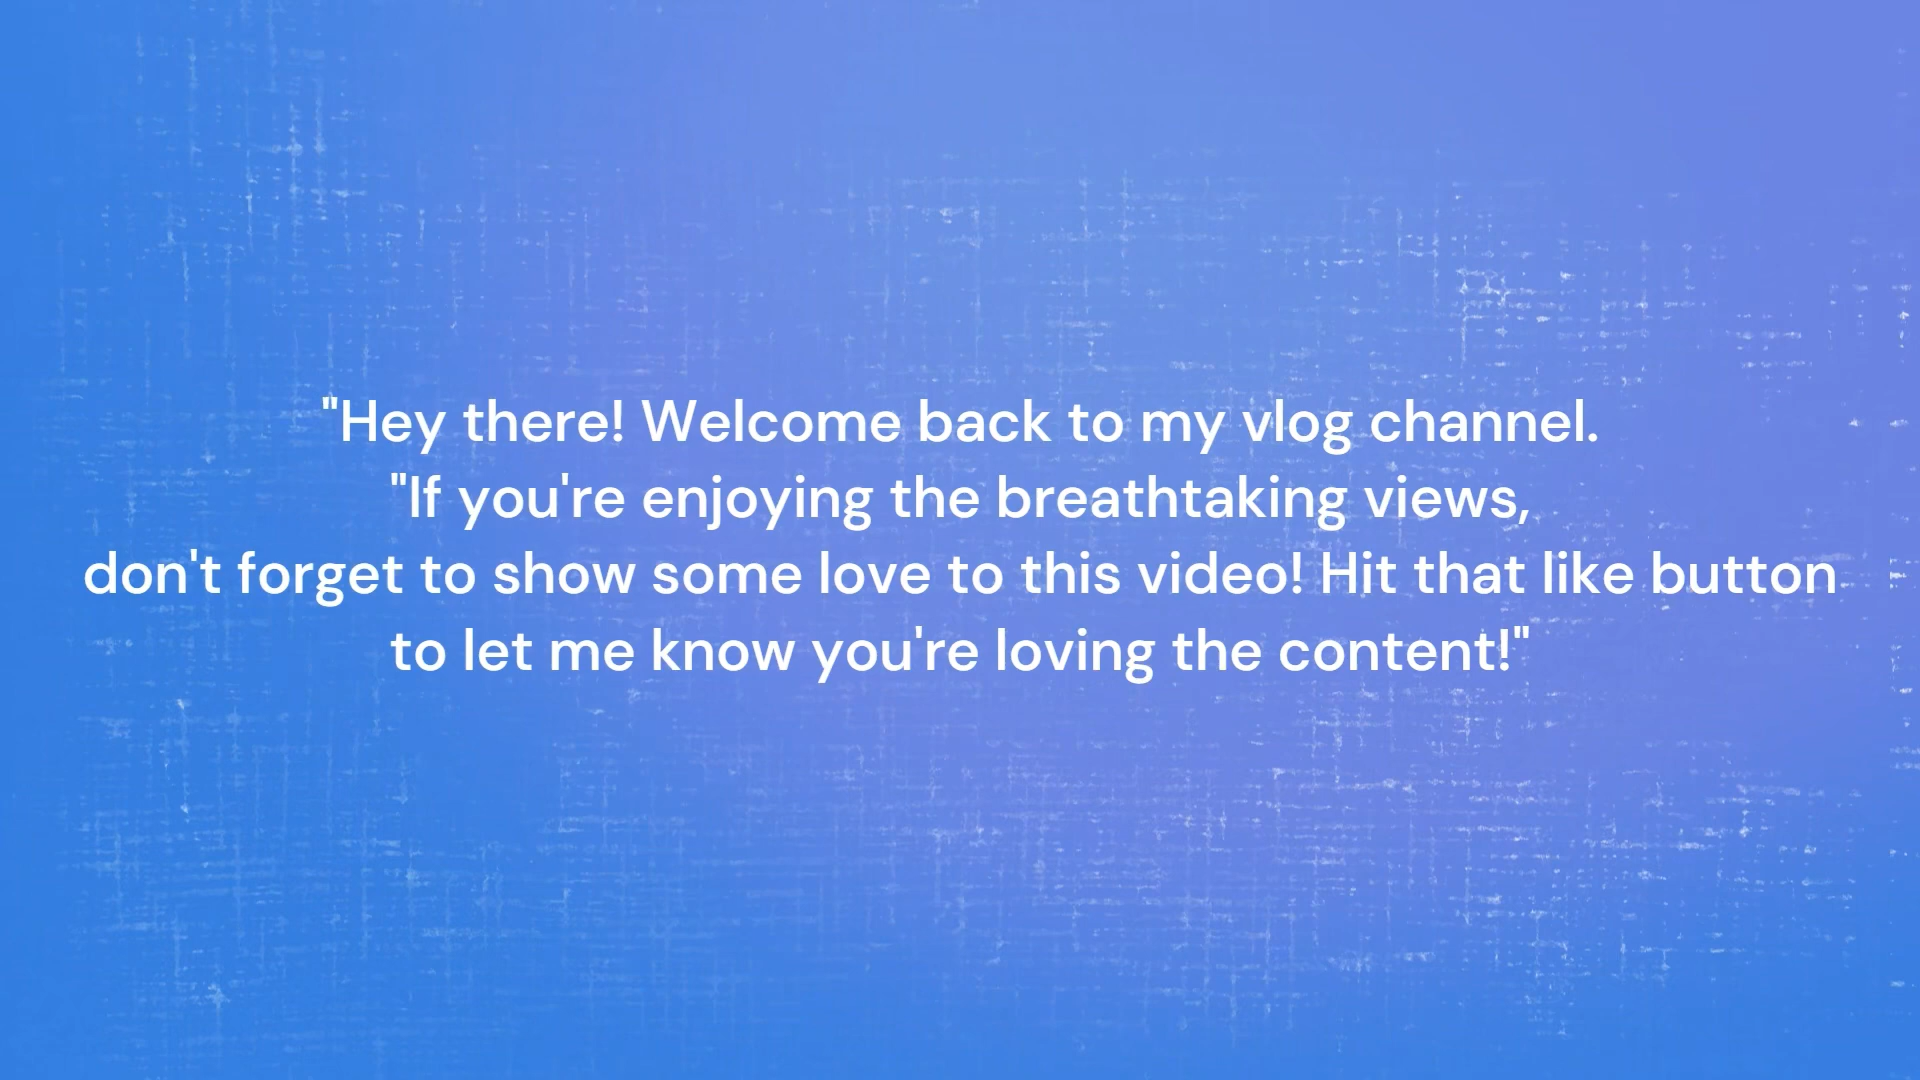 "Hey there! Welcome back to my vlog channel.
"If you're enjoying the breathtaking views,
don't forget to show some love to this video! Hit that like button
to let me know you're loving the content!"